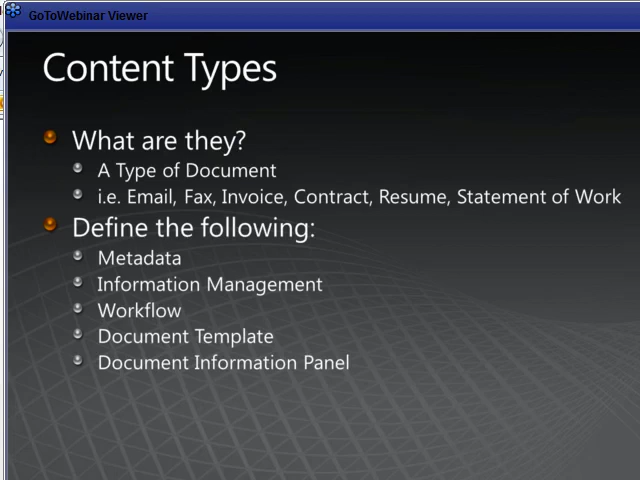 GoToWebinar Viewer
Content Types
What are they?
A Type of Document
i.e. Email, Fax, Invoice, Contract, Resume, Statement of Work
Define the following:
Metadata
Information Management
Workflow
Document Template
Document Information Panel